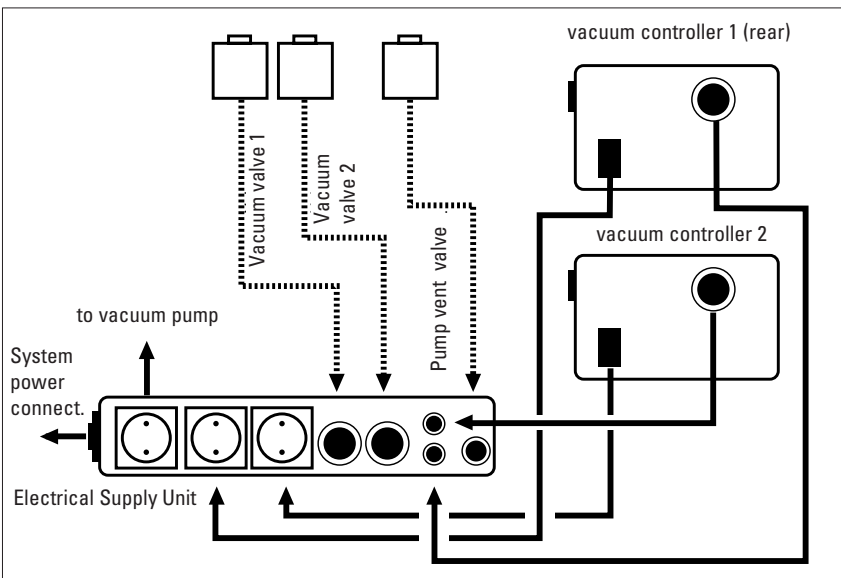 vacuum controller 1 (rear)
Vacuum valve 1
Vacuum
valve 2
Pump vent valve
vacuum controller 2
to vacuum pump
System
power
connect.
Electrical Supply Unit